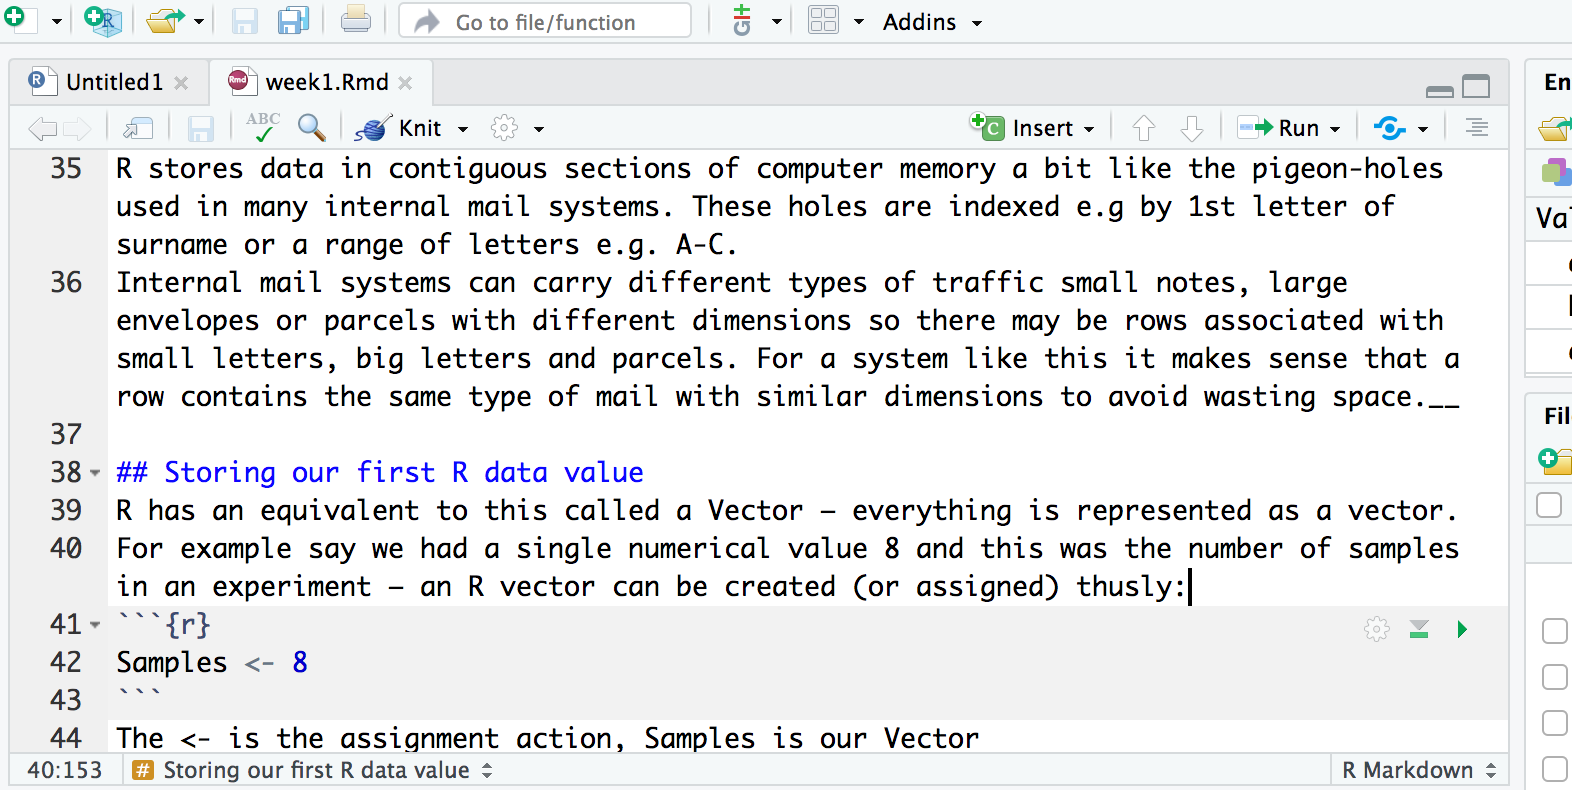 Go to file/function
Addins
En
Untitled1
week1.Rmd
ABC
Knit
Insert
Run
35 R stores data in contiguous sections of computer memory a bit like the pigeon-holes
used in many internal mail systems. These holes are indexed e.g by 1st letter of
surname or a range of letters e.g. A-C.
36 Internal mail systems can carry different types of traffic small notes, large
envelopes or parcels with different dimensions so there may be rows associated with
small letters, big letters and parcels. For a system like this it makes sense that a
row contains the same type of mail with similar dimensions to avoid wasting space.__
37
38 ## Storing our first R data value
39 R has an equivalent to this called a Vector – everything is represented as a vector.
40 For example say we had a single numerical value 8 and this was the number of samples
in an experiment – an R vector can be created (or assigned) thusly:
41 ```{r}
42 Samples <- 8
43 ```
44 The <- is the assignment action, Samples is our Vector
40:153 # Storing our first R data value R Markdown
Val
Fil